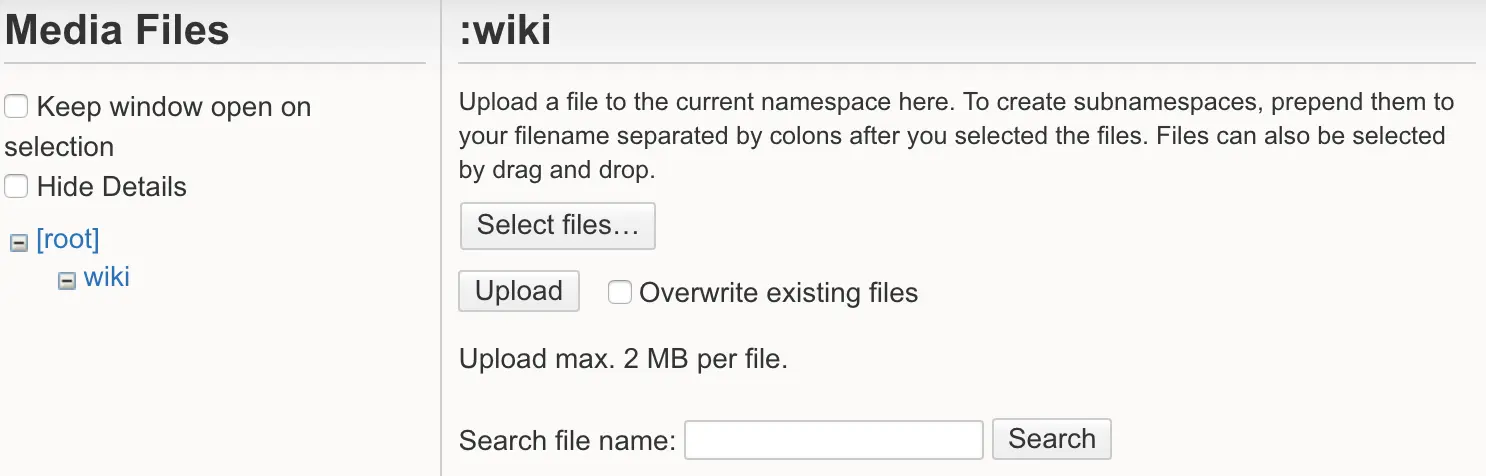 Media Files
Keep window open on
selection
Hide Details
[root]
wiki
:wiki
Upload a file to the current namespace here. To create subnamespaces, prepend them to
your filename separated by colons after you selected the files. Files can also be selected
by drag and drop.
Select files…
Upload
Overwrite existing files
Upload max. 2 MB per file.
Search file name:
Search